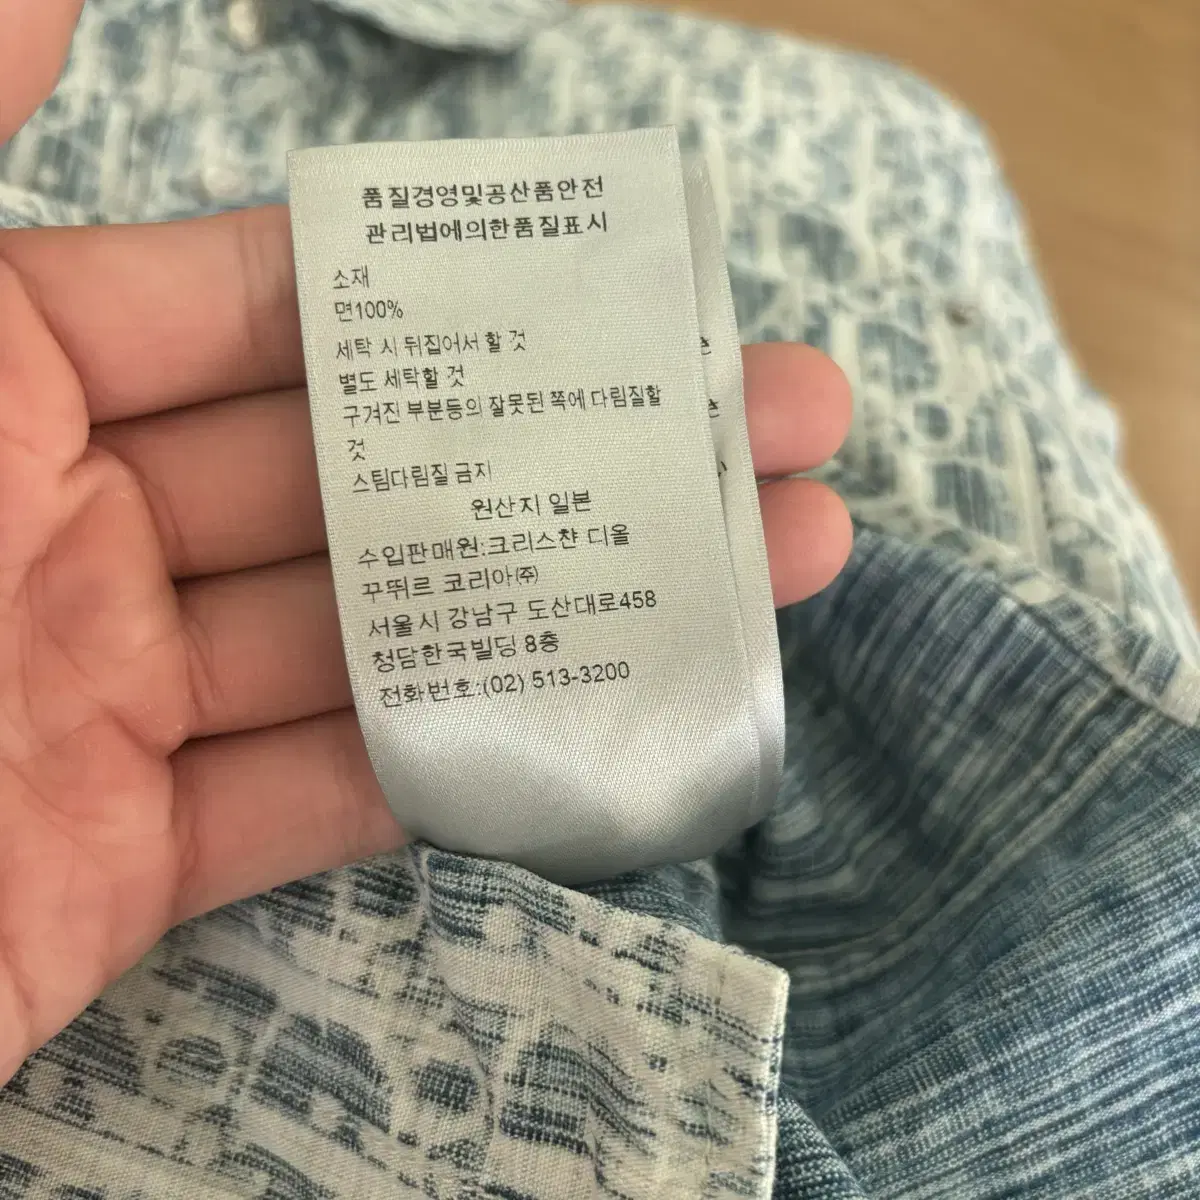 품질경영및공산품안전
관리법에의한품질표시
소재
면100%
세탁 시 뒤집어서 할 것
별도 세탁할 것
구겨진 부분등의 잘못된 쪽에 다림질할
것
스팀다림질 금지
원산지 일본
수입판매원:크리스챤 디올
꾸뛰르 코리아㈜
서울시 강남구 도산대로458
청담한국빌딩 8층
전화번호:(02) 513-3200